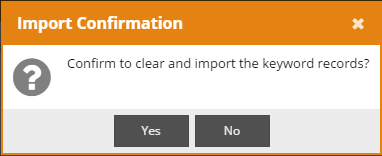 Import Confirmation
Confirm to clear and import the keyword records?
Yes
No